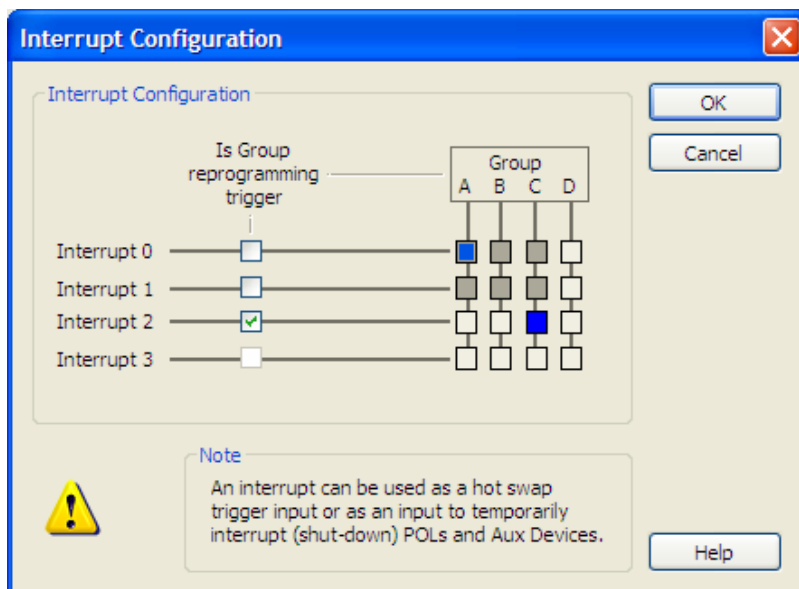 Interrupt Configuration
Interrupt Configuration
OK
Cancel
Is Group
reprogramming
trigger
Group
A B C D
Interrupt 0
Interrupt 1
Interrupt 2
Interrupt 3
Note
An interrupt can be used as a hot swap
trigger input or as an input to temporarily
interrupt (shut-down) POLs and Aux Devices.
Help